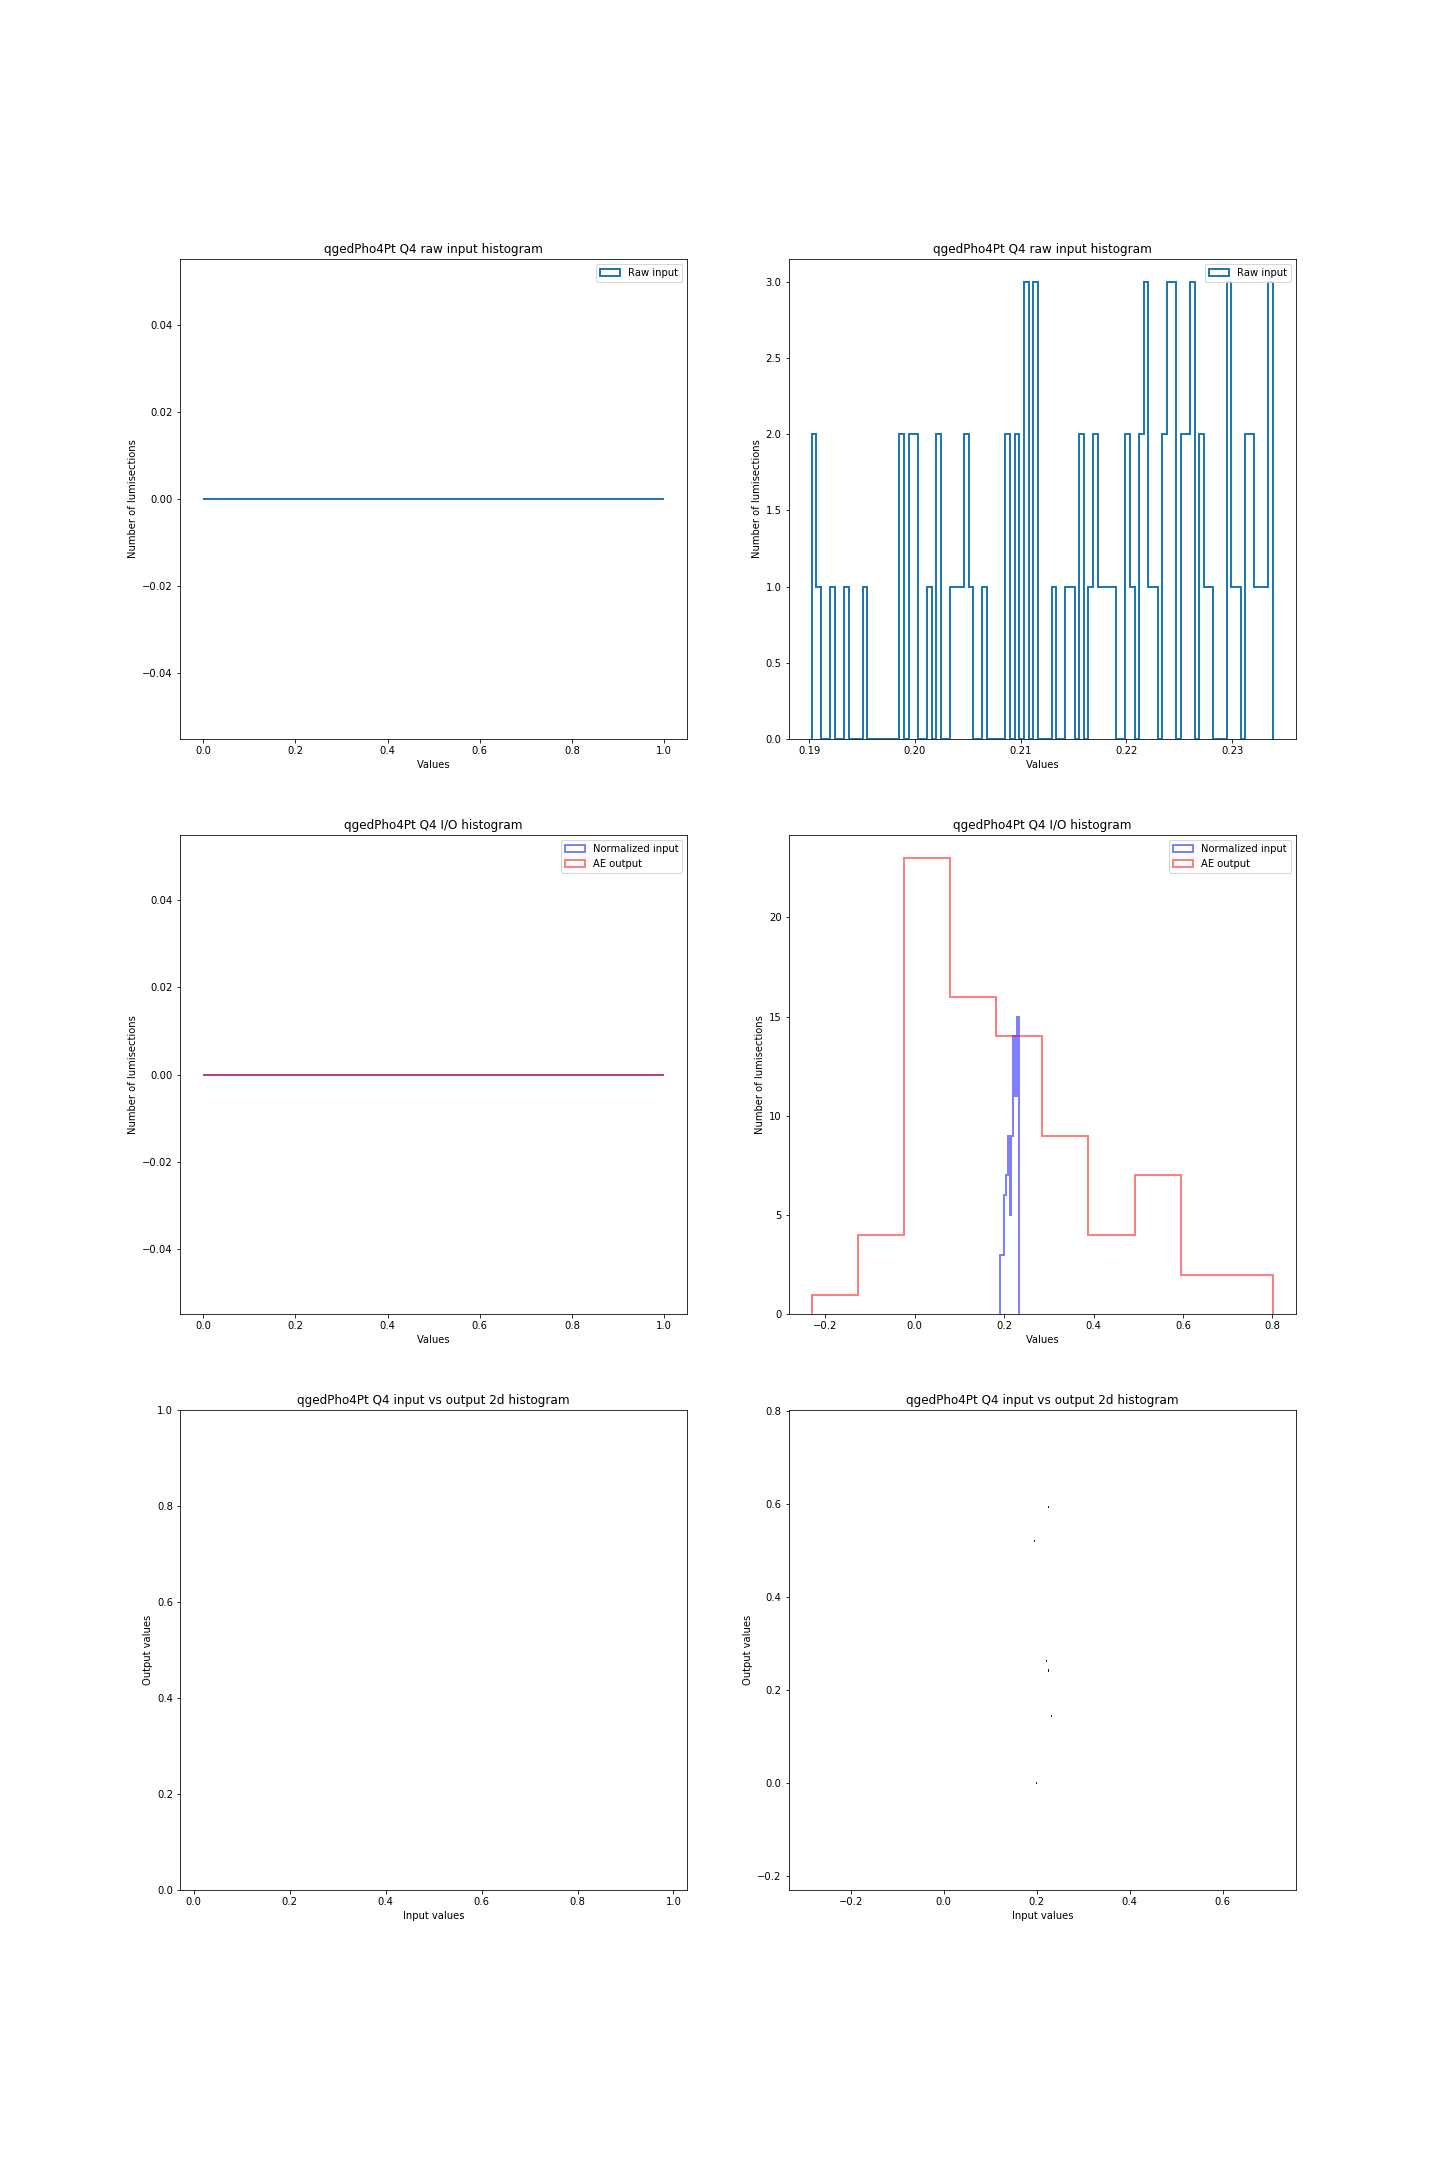 qgedPho4Pt Q4 raw input histogram
Raw input
0.04
0.02
0.00
−0.02
−0.04
Number of lumisections
0.0 0.2 0.4 0.6 0.8 1.0
Values
qgedPho4Pt Q4 raw input histogram
Raw input
3.0
2.5
2.0
1.5
1.0
0.5
0.0
Number of lumisections
0.19 0.20 0.21 0.22 0.23
Values
qgedPho4Pt Q4 I/O histogram
Normalized input
AE output
0.04
0.02
0.00
−0.02
−0.04
Number of lumisections
0.0 0.2 0.4 0.6 0.8 1.0
Values
qgedPho4Pt Q4 I/O histogram
Normalized input
AE output
20
15
10
5
0
Number of lumisections
−0.2 0.0 0.2 0.4 0.6 0.8
Values
qgedPho4Pt Q4 input vs output 2d histogram
1.0
0.8
0.6
0.4
0.2
0.0
Output values
0.0 0.2 0.4 0.6 0.8 1.0
Input values
qgedPho4Pt Q4 input vs output 2d histogram
0.8
0.6
0.4
0.2
0.0
−0.2
Output values
−0.2 0.0 0.2 0.4 0.6
Input values